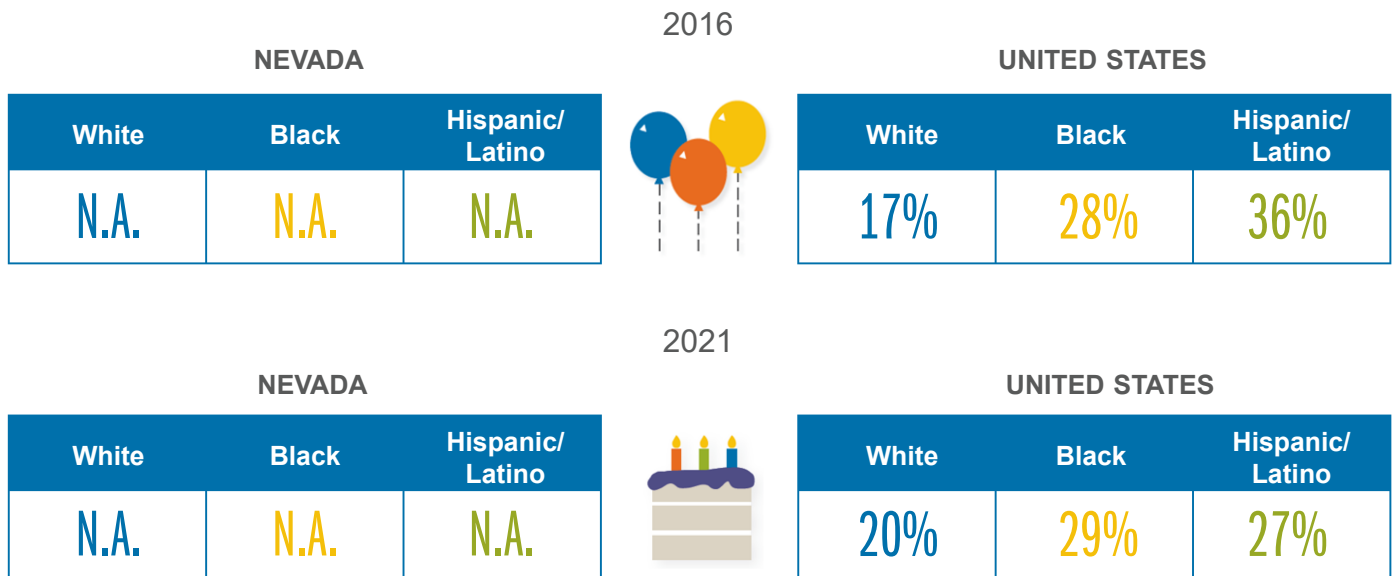 2016
NEVADA
UNITED STATES
White Black Hispanic/
Latino
N.A. N.A. N.A.
White Black Hispanic/
Latino
17% 28% 36%
2021
NEVADA
UNITED STATES
White Black Hispanic/
Latino
N.A. N.A. N.A.
White Black Hispanic/
Latino
20% 29% 27%